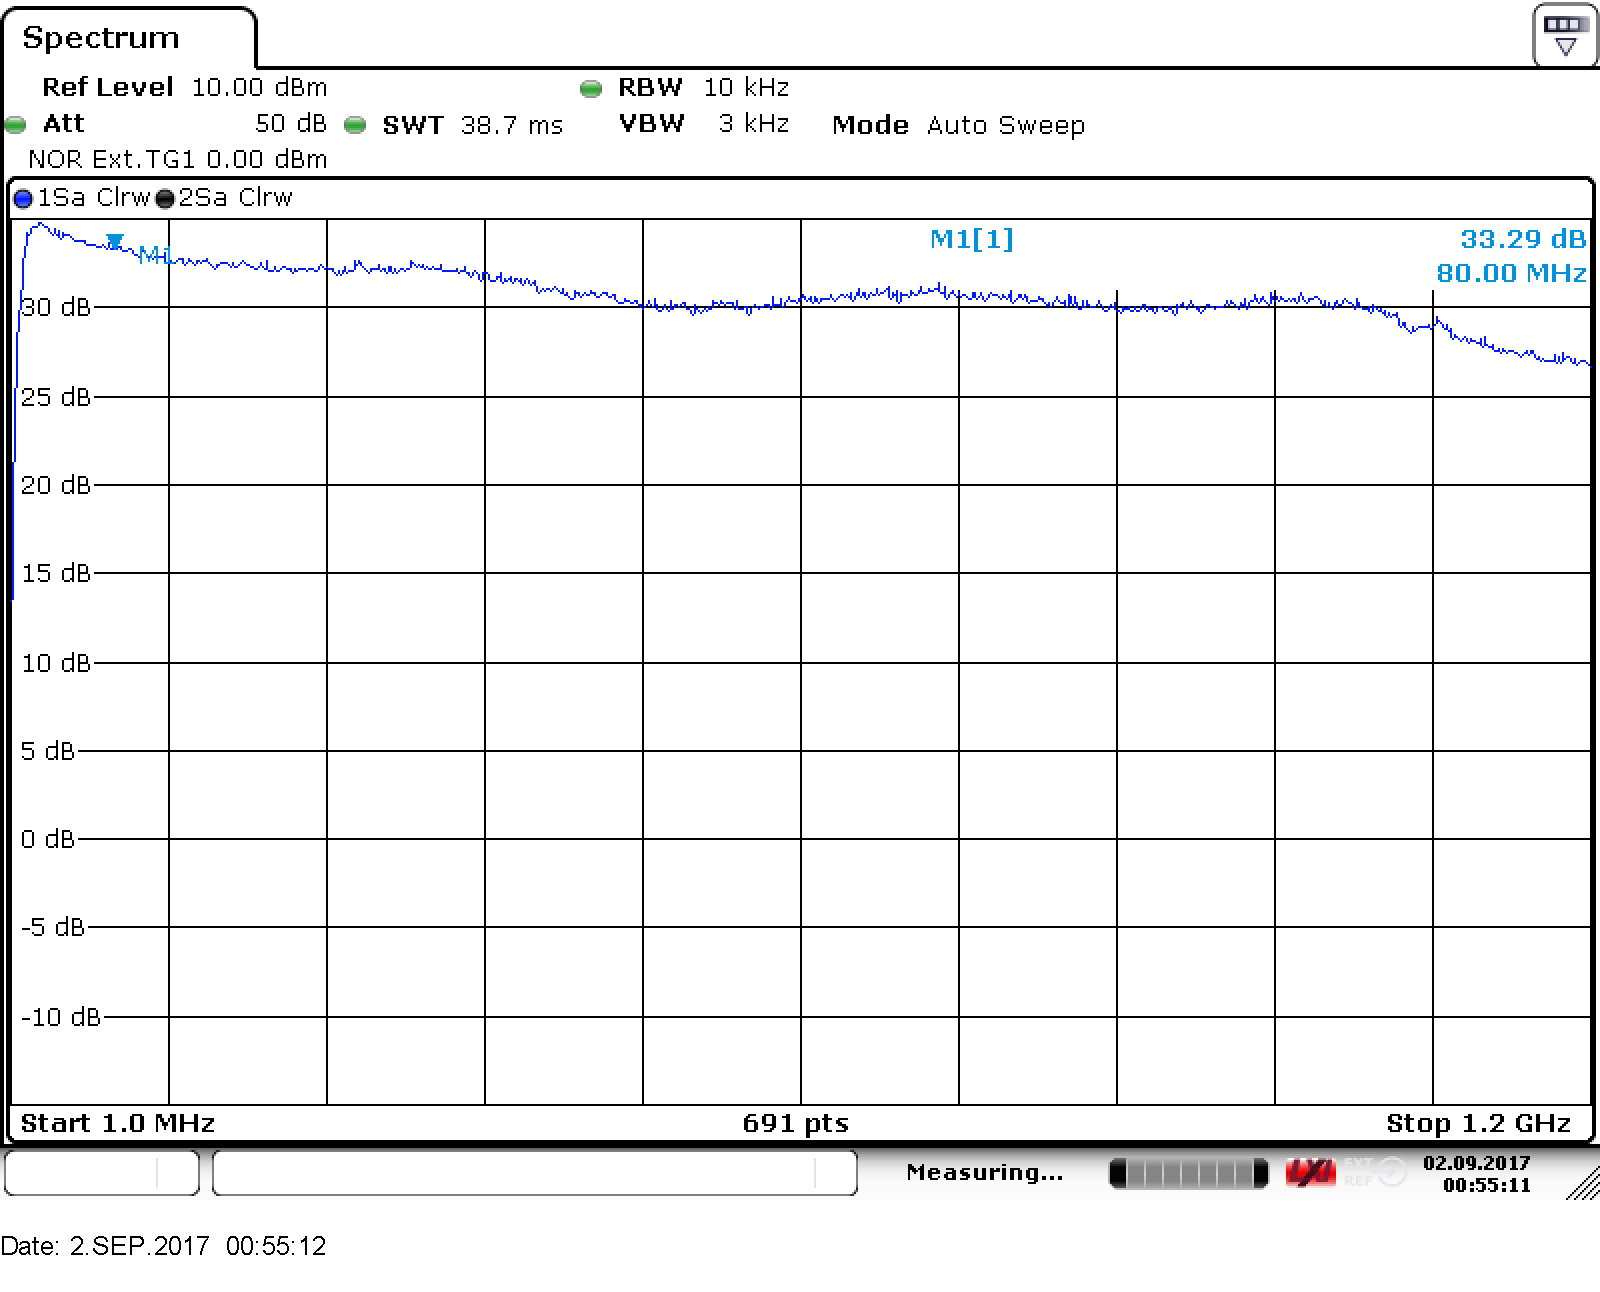 Spectrum
Ref Level 10.00 dBm RBW 10 kHz
Att 50 dB SWT 38.7 ms VBW 3 kHz Mode Auto Sweep
NOR Ext.TG1 0.00 dBm
1Sa Clrw 2Sa Clrw
M1 M1[1] 33.29 dB
80.00 MHz
30 dB
25 dB
20 dB
15 dB
10 dB
5 dB
0 dB
-5 dB
-10 dB
Start 1.0 MHz 691 pts Stop 1.2 GHz
Measuring... LXI EXT REF 02.09.2017
00:55:11
Date: 2.SEP.2017 00:55:12